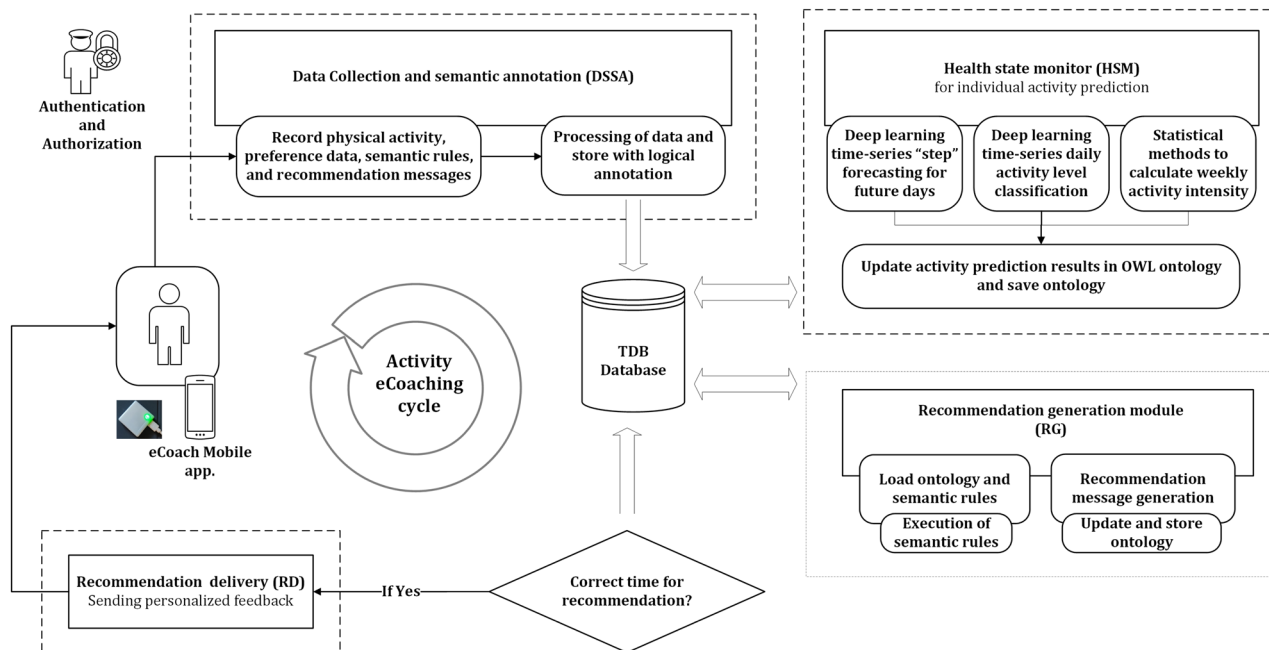 Authentication
and
Authorization
Data Collection and semantic annotation (DSSA)
Record physical activity,
preference data, semantic rules,
and recommendation messages
Processing of data and
store with logical
annotation
Health state monitor (HSM)
for individual activity prediction
Deep learning
time-series “step”
forecasting for
future days
Deep learning
time-series daily
activity level
classification
Statistical
methods to
calculate weekly
activity intensity
Update activity prediction results in OWL ontology
and save ontology
eCoach Mobile
app.
Activity
eCoaching
cycle
TDB
Database
Recommendation generation module
(RG)
Load ontology and
semantic rules
Execution of
semantic rules
Recommendation
message generation
Update and store
ontology
Correct time for
recommendation?
If Yes
Recommendation delivery (RD)
Sending personalized feedback